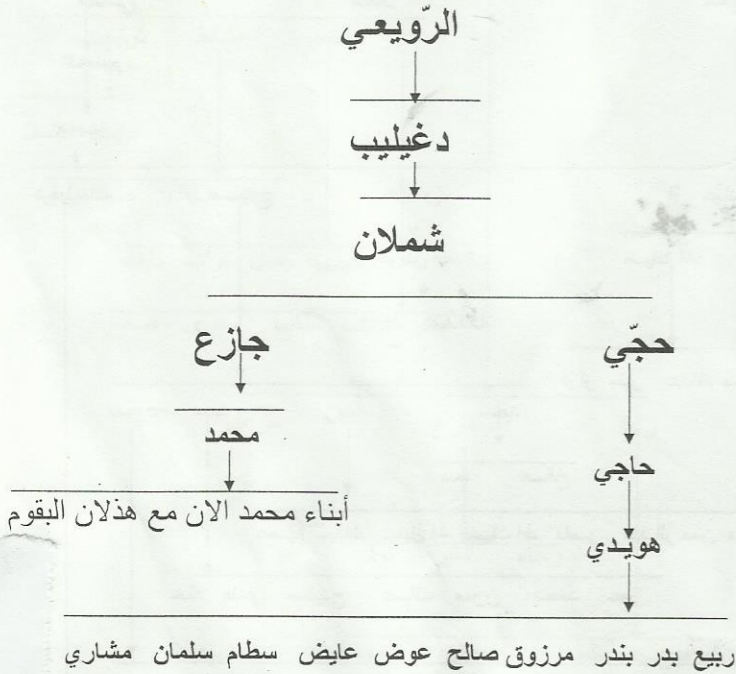 الرّويعي
دغيليب
شملان
حجّي جازع
محمد
حاجي
أبناء محمد الان مع هذلان البقوم
هويدي
ربيع بدر بندر مرزوق صالح عوض عايض سطام سلمان مشاري